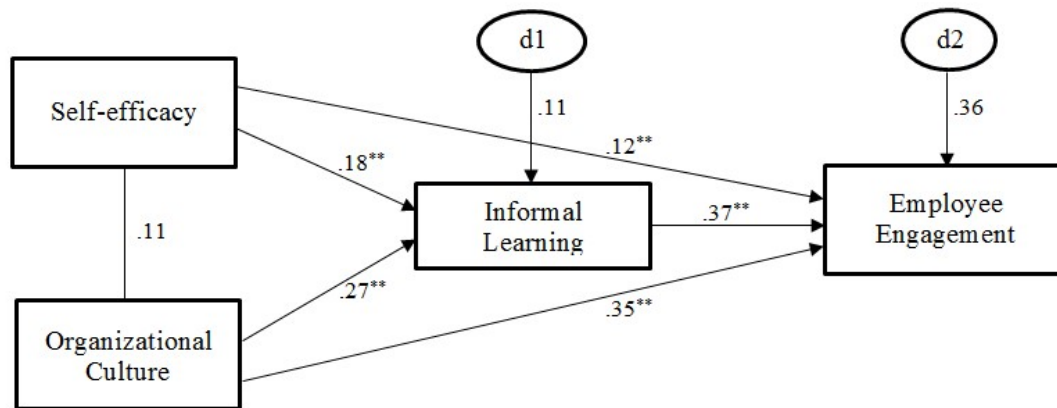 d1
d2
Self-efficacy
.11
.36
.12**
.18**
Informal
Learning
.37**
Employee
Engagement
.11
.27**
.35**
Organizational
Culture